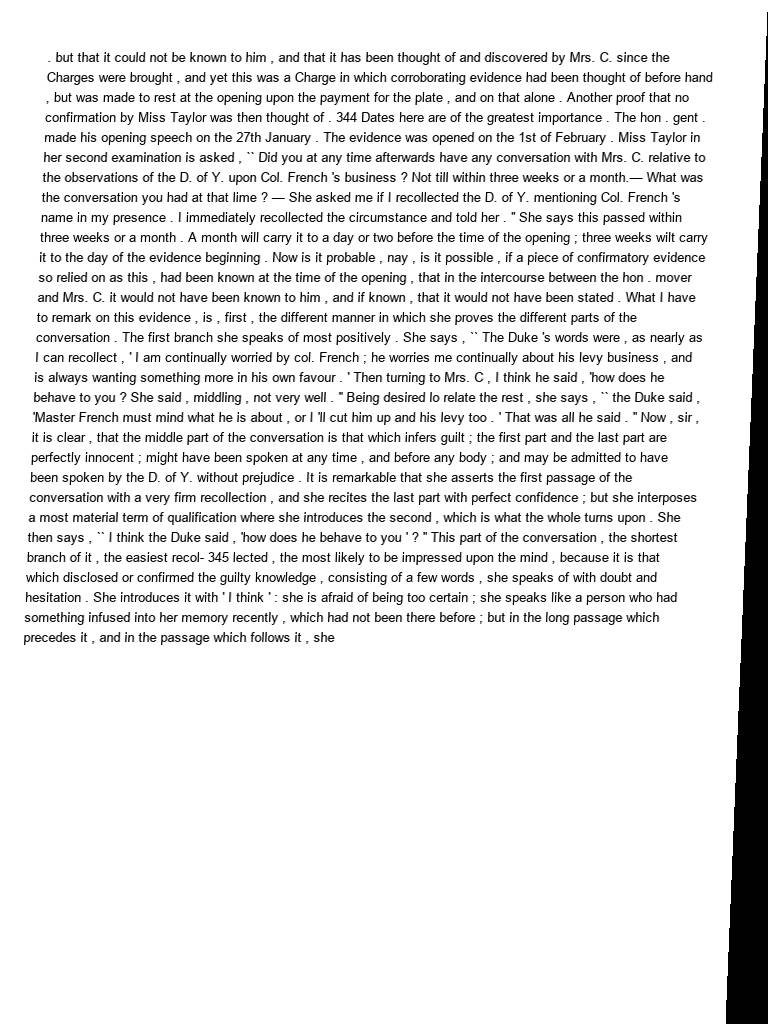 . but that it could not be known to him , and that it has been thought of and discovered by Mrs. C. since the
Charges were brought , and yet this was a Charge in which corroborating evidence had been thought of before hand
, but was made to rest at the opening upon the payment for the plate , and on that alone . Another proof that no
confirmation by Miss Taylor was then thought of . 344 Dates here are of the greatest importance . The hon . gent .
made his opening speech on the 27th January . The evidence was opened on the 1st of February . Miss Taylor in
her second examination is asked , `` Did you at any time afterwards have any conversation with Mrs. C. relative to
the observations of the D. of Y. upon Col. French 's business ? Not till within three weeks or a month.— What was
the conversation you had at that lime ? — She asked me if I recollected the D. of Y. mentioning Col. French 's
name in my presence . I immediately recollected the circumstance and told her . " She says this passed within
three weeks or a month . A month will carry it to a day or two before the time of the opening ; three weeks wilt carry
it to the day of the evidence beginning . Now is it probable , nay , is it possible , if a piece of confirmatory evidence
so relied on as this , had been known at the time of the opening , that in the intercourse between the hon . mover
and Mrs. C. it would not have been known to him , and if known , that it would not have been stated . What I have
to remark on this evidence , is , first , the different manner in which she proves the different parts of the
conversation . The first branch she speaks of most positively . She says , `` The Duke 's words were , as nearly as
I can recollect , ' I am continually worried by col. French ; he worries me continually about his levy business , and
is always wanting something more in his own favour . ' Then turning to Mrs. C , I think he said , 'how does he
behave to you ? She said , middling , not very well . " Being desired lo relate the rest , she says , `` the Duke said ,
'Master French must mind what he is about , or I 'll cut him up and his levy too . ' That was all he said . " Now , sir ,
it is clear , that the middle part of the conversation is that which infers guilt ; the first part and the last part are
perfectly innocent ; might have been spoken at any time , and before any body ; and may be admitted to have
been spoken by the D. of Y. without prejudice . It is remarkable that she asserts the first passage of the
conversation with a very firm recollection , and she recites the last part with perfect confidence ; but she interposes
a most material term of qualification where she introduces the second , which is what the whole turns upon . She
then says , `` I think the Duke said , 'how does he behave to you ' ? " This part of the conversation , the shortest
branch of it , the easiest recol- 345 lected , the most likely to be impressed upon the mind , because it is that
which disclosed or confirmed the guilty knowledge , consisting of a few words , she speaks of with doubt and
hesitation . She introduces it with ' I think ' : she is afraid of being too certain ; she speaks like a person who had
something infused into her memory recently , which had not been there before ; but in the long passage which
precedes it , and in the passage which follows it , she